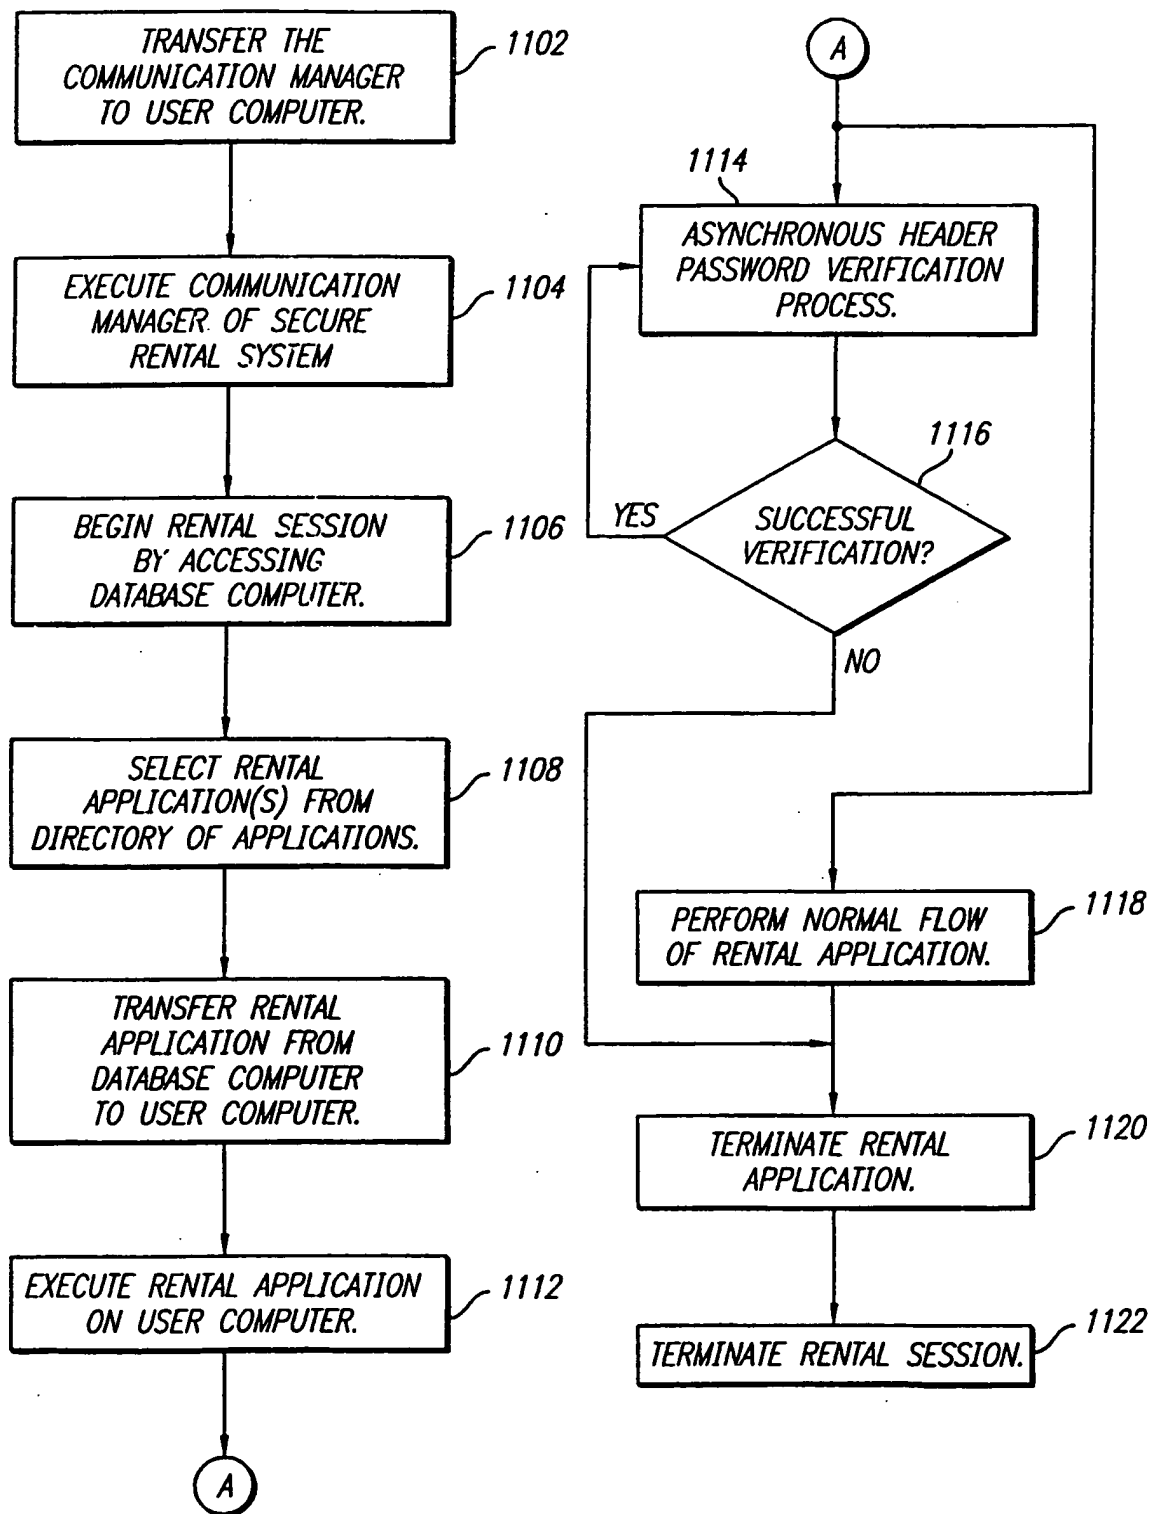 TRANSFER THE
COMMUNICATION MANAGER
TO USER COMPUTER.
1102
EXECUTE COMMUNICATION
MANAGER OF SECURE
RENTAL SYSTEM
1104
BEGIN RENTAL SESSION
BY ACCESSING
DATABASE COMPUTER.
1106
SELECT RENTAL
APPLICATION(S) FROM
DIRECTORY OF APPLICATIONS.
1108
TRANSFER RENTAL
APPLICATION FROM
DATABASE COMPUTER
TO USER COMPUTER.
1110
EXECUTE RENTAL APPLICATION
ON USER COMPUTER.
1112
A
A
1114
ASYNCHRONOUS HEADER
PASSWORD VERIFICATION
PROCESS.
1116
YES
SUCCESSFUL
VERIFICATION?
NO
PERFORM NORMAL FLOW
OF RENTAL APPLICATION.
1118
TERMINATE RENTAL
APPLICATION.
1120
TERMINATE RENTAL SESSION.
1122